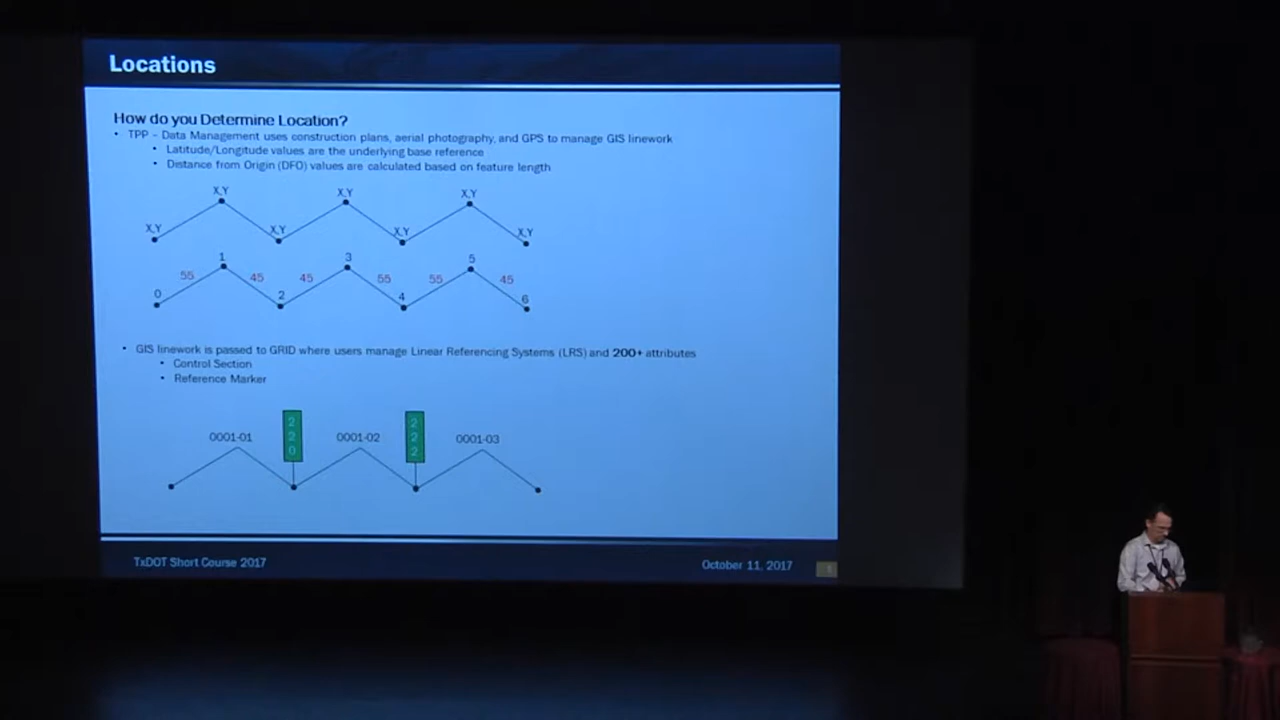 Locations
How do you Determine Location?
• TPP – Data Management uses construction plans, aerial photography, and GPS to manage GIS linework
• Latitude/Longitude values are the underlying base reference
• Distance from Origin (DFO) values are calculated based on feature length
X,Y X,Y X,Y
X,Y X,Y X,Y X,Y
1 3 5
55 45 45 55 55 45
0 2 4 6
• GIS linework is passed to GRID where users manage Linear Referencing Systems (LRS) and 200+ attributes
• Control Section
• Reference Marker
0001-01 0001-02 0001-03
2
2
0
2
2
2
TxDOT Short Course 2017
October 11, 2017